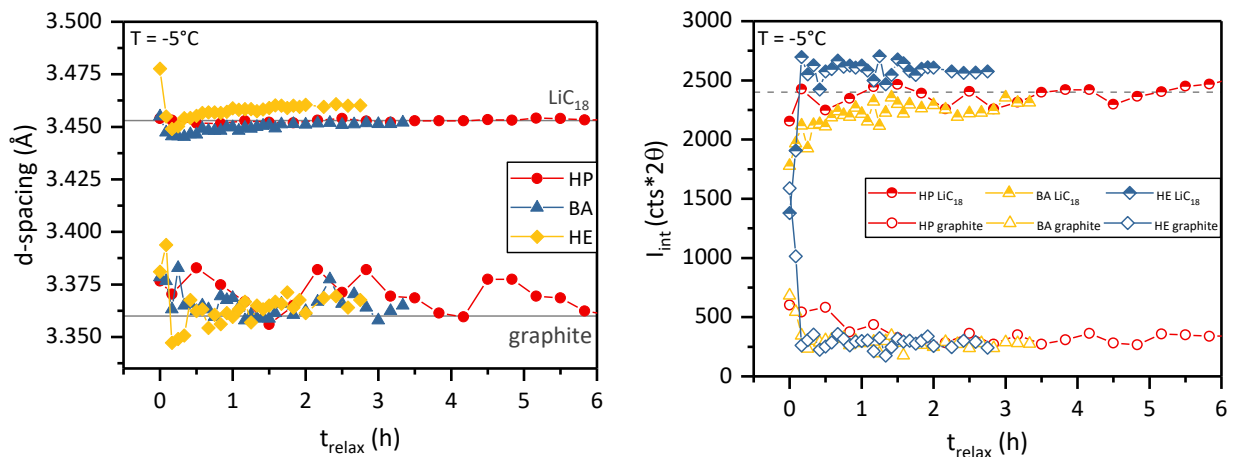 3.500
3.475
3.450
3.425
3.400
3.375
3.350
d-spacing (Å)
T = -5°C
LiC18
HP
BA
HE
graphite
0 1 2 3 4 5 6
trelax (h)
3000
2500
2000
1500
1000
500
0
Iint (cts*2θ)
T = -5°C
HP LiC18 BA LiC18 HE LiC18
HP graphite BA graphite HE graphite
0 1 2 3 4 5 6
trelax (h)